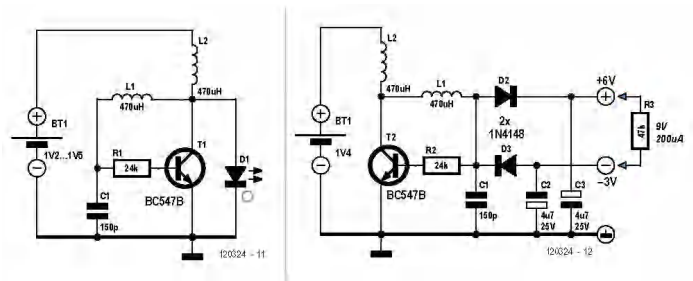 L2
470uH
L1
470uH
BT1
1V2...1V5
R1
24k
T1
BC547B
D1
C1
150p
120324 - 11
L2
470uH
L1
470uH
BT1
1V4
T2
BC547B
R2
24k
C1
150p
D2
2x
1N4148
D3
C2
4u7
25V
C3
4u7
25V
+6V
R3
47k
9V
200uA
–3V
120324 - 12